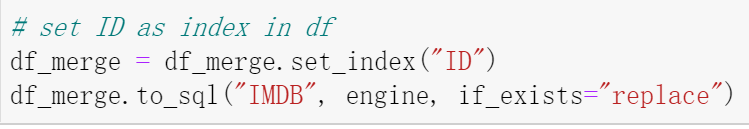 # set ID as index in df
df_merge = df_merge.set_index("ID")
df_merge.to_sql("IMDB", engine, if_exists="replace")